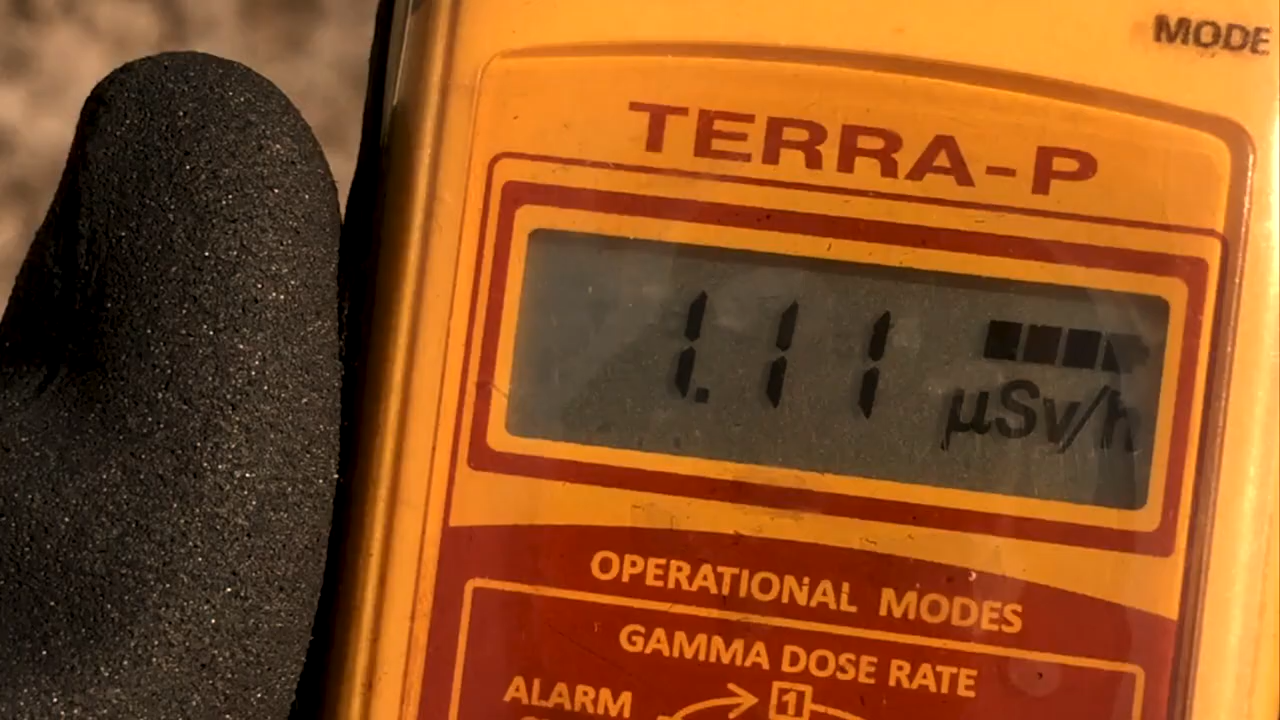 MODE
TERRA-P
1.11
µSv/h
OPERATIONAL MODES
GAMMA DOSE RATE
ALARM
1